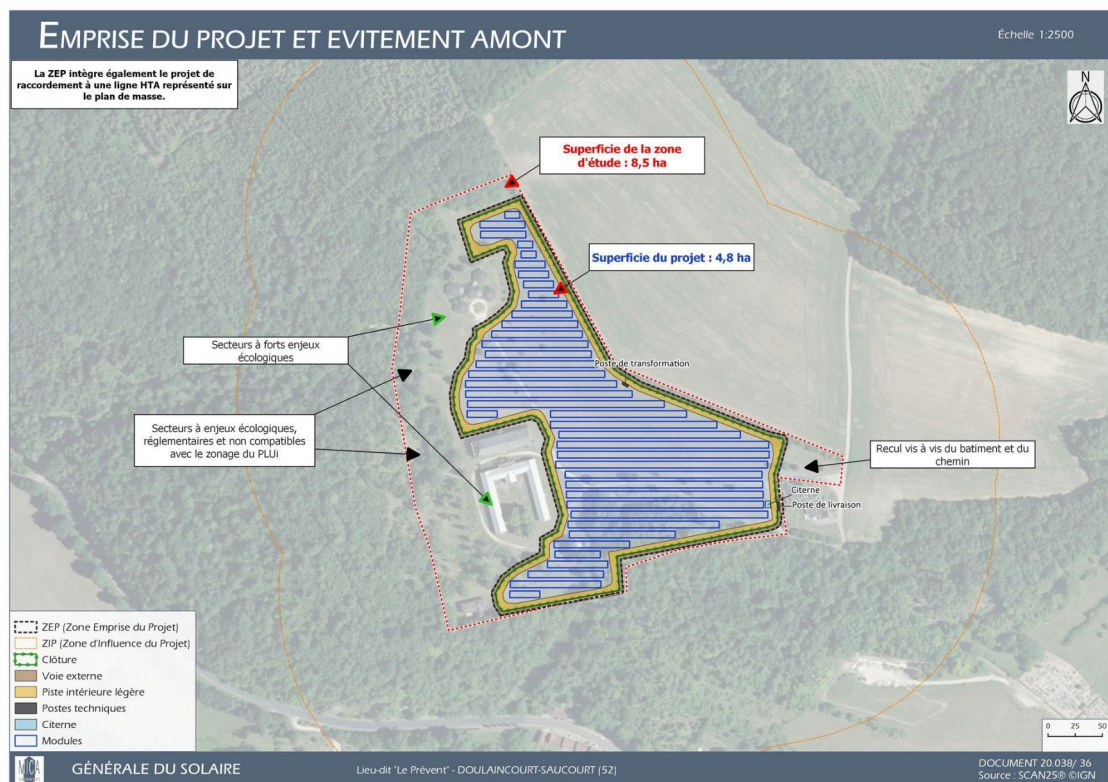 EMPRISE DU PROJET ET EVITEMENT AMONT
Échelle 1:2500
La ZEP intègre également le projet de
raccordement à une ligne HTA représenté sur
le plan de masse.
N
Superficie de la zone
d'étude : 8,5 ha
Superficie du projet : 4,8 ha
Secteurs à forts enjeux
écologiques
Poste de transformation
Secteurs à enjeux écologiques,
réglementaires et non compatibles
avec le zonage du PLUi
Recul vis à vis du batiment et du
chemin
Citerne
Poste de livraison
ZEP (Zone Emprise du Projet)
ZIP (Zone d'Influence du Projet)
Clôture
Voie externe
Piste intérieure légère
Postes techniques
Citerne
Modules
0 25 50
MICA
GÉNÉRALE DU SOLAIRE
Lieu-dit "Le Prévent" - DOULAINCOURT-SAUCOURT (52)
DOCUMENT 20.038/ 36
Source : SCAN25® ©IGN